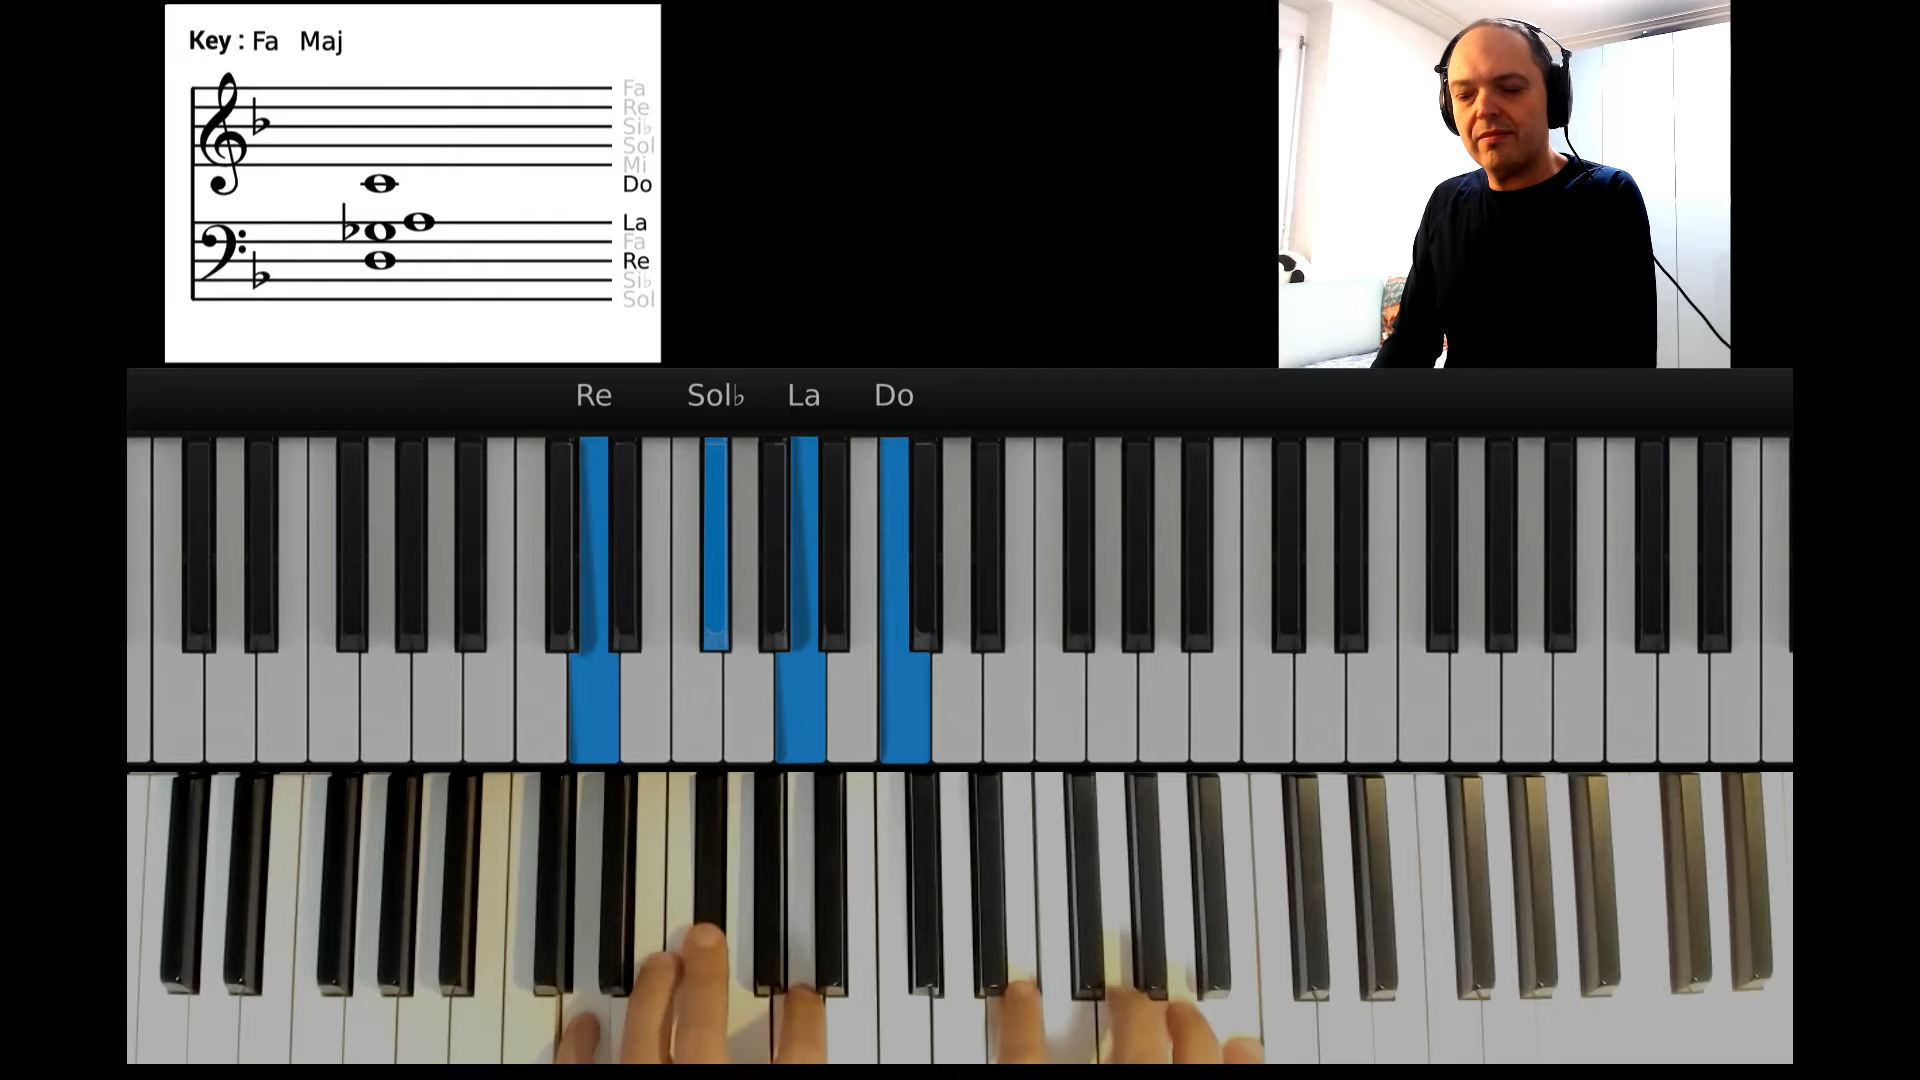 Key : Fa Maj
Fa
Re
Si♭
Sol
Mi
Do
La
Fa
Re
Si♭
Sol
Re Sol♭ La Do